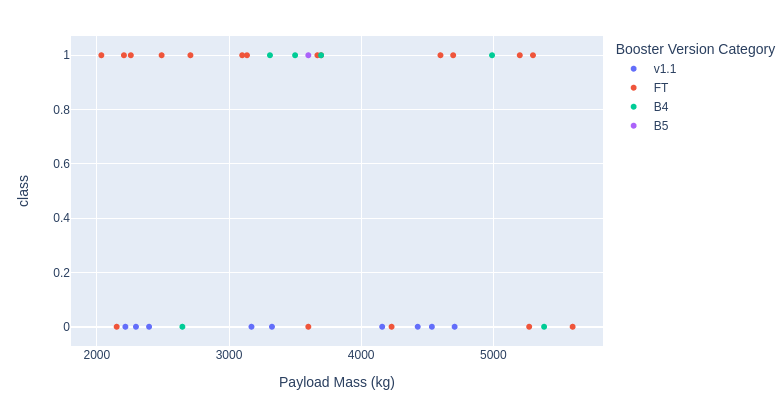 Booster Version Category
v1.1
FT
B4
B5
1
0.8
0.6
0.4
0.2
0
class
2000 3000 4000 5000
Payload Mass (kg)